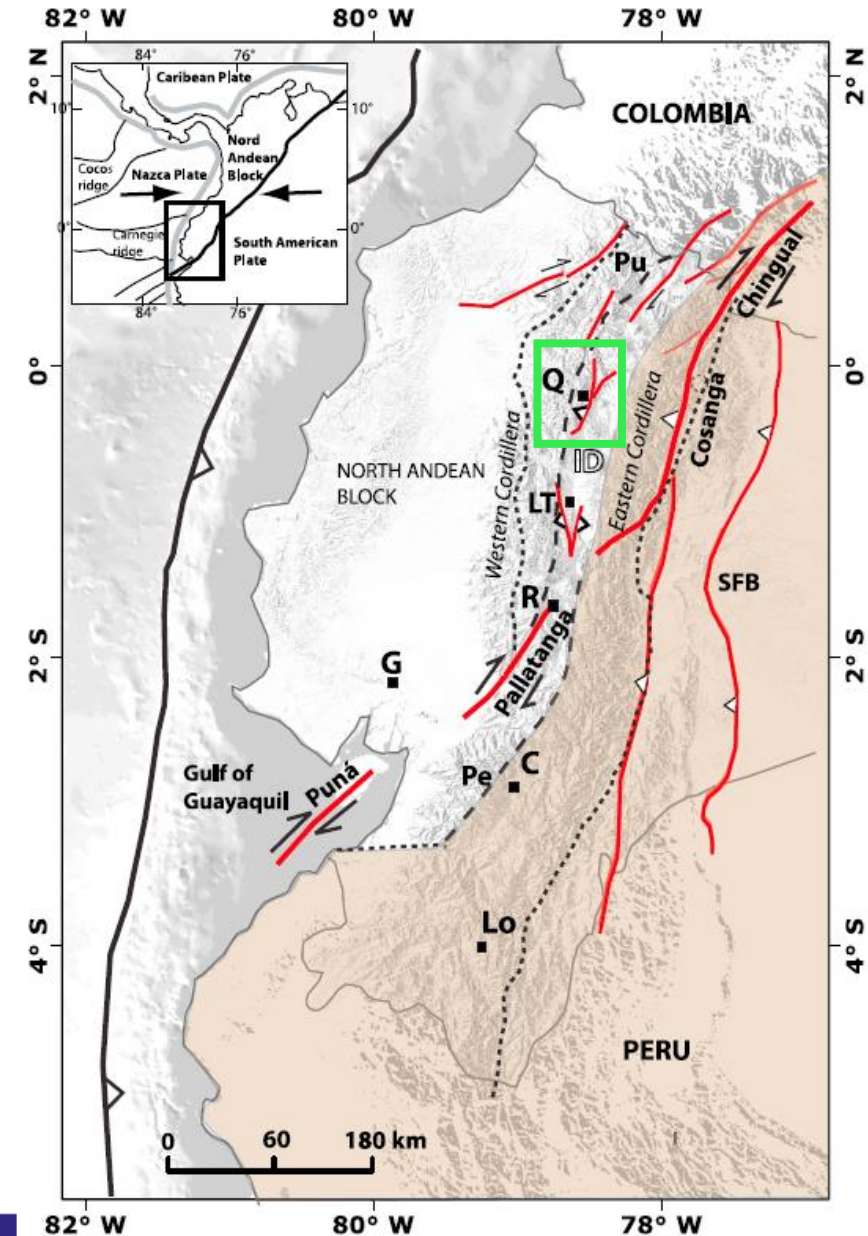 82° W
80° W
78° W
2° N
2° N
84°
76°
Caribean Plate
10°
10°
Nord
Andean
Block
Cocos
ridge
Nazca Plate
0°
0°
Carnegie
ridge
South American
Plate
84°
76°
COLOMBIA
Pu
Chingual
0°
0°
Q
Cosanga
Eastern Cordillera
ID
Western Cordillera
NORTH ANDEAN
BLOCK
LT
SFB
R
Pallatanga
2° S
2° S
G
Gulf of
Guayaquil
Puná
Pe
C
Lo
4° S
4° S
PERU
0
60
180 km
82° W
80° W
78° W